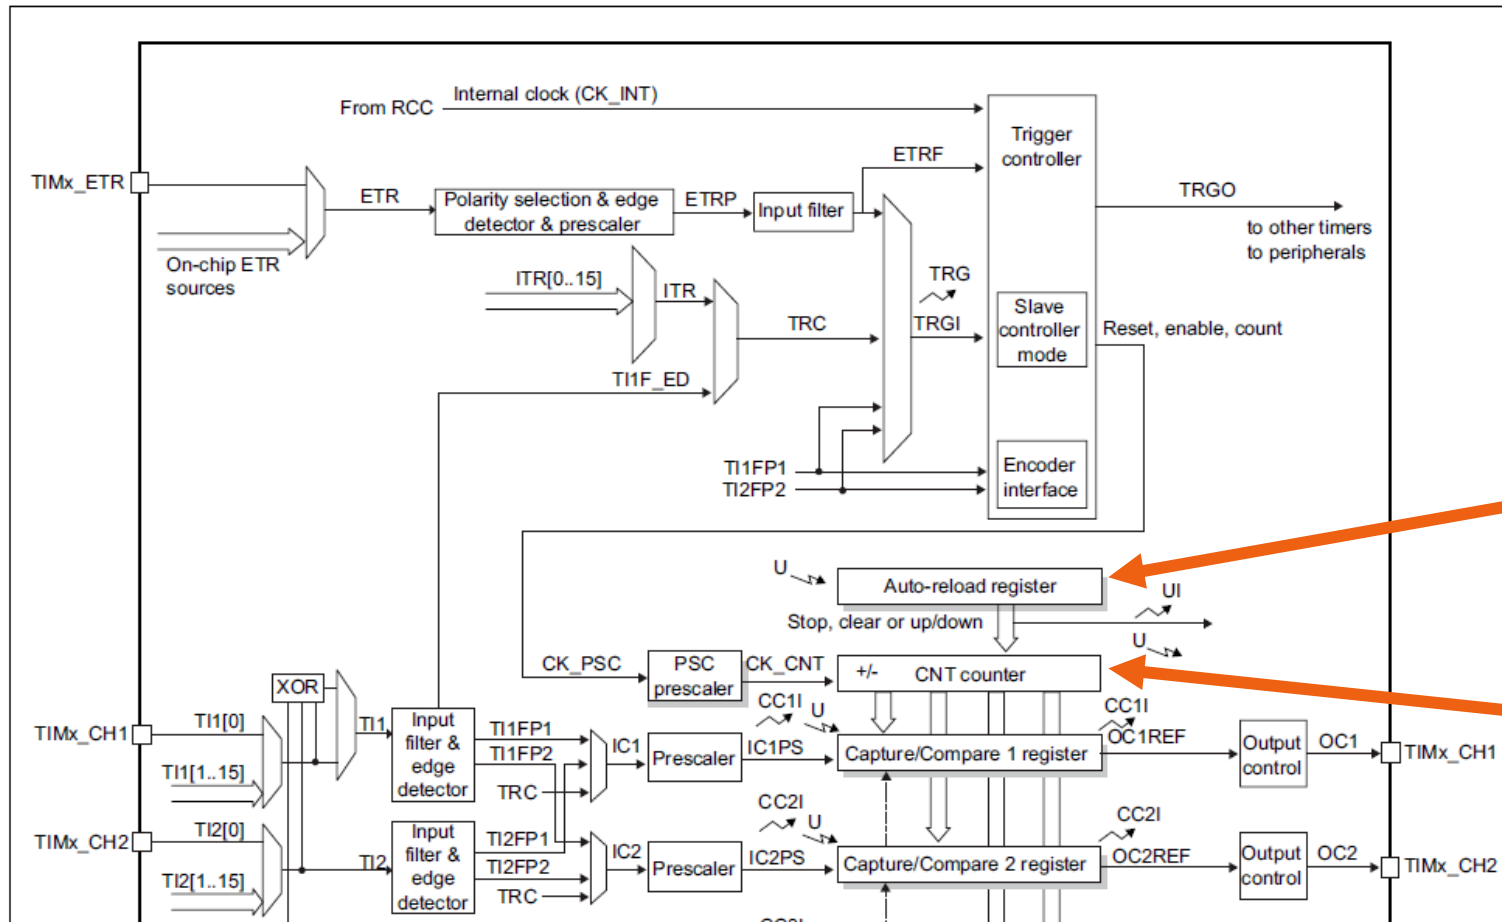 Internal clock (CK_INT)
From RCC
Trigger
controller
ETRF
TIMx_ETR
ETR
Polarity selection & edge
detector & prescaler
ETRP
Input filter
TRGO
to other timers
to peripherals
On-chip ETR
sources
ITR[0..15]
ITR
TRC
TRG
TRGI
Slave
controller
mode
Reset, enable, count
TI1F_ED
TI1FP1
TI2FP2
Encoder
interface
U
Auto-reload register
UI
Stop, clear or up/down
U
CK_PSC
PSC
prescaler
CK_CNT
+/-
CNT counter
XOR
TIMx_CH1
TI1[0]
TI1[1..15]
TI1
Input
filter &
edge
detector
TI1FP1
TI1FP2
TRC
IC1
Prescaler
CC1I
U
IC1PS
Capture/Compare 1 register
CC1I
OC1REF
Output
control
OC1
TIMx_CH1
TIMx_CH2
TI2[0]
TI2[1..15]
TI2
Input
filter &
edge
detector
TI2FP1
TI2FP2
TRC
IC2
Prescaler
CC2I
U
IC2PS
Capture/Compare 2 register
CC2I
OC2REF
Output
control
OC2
TIMx_CH2